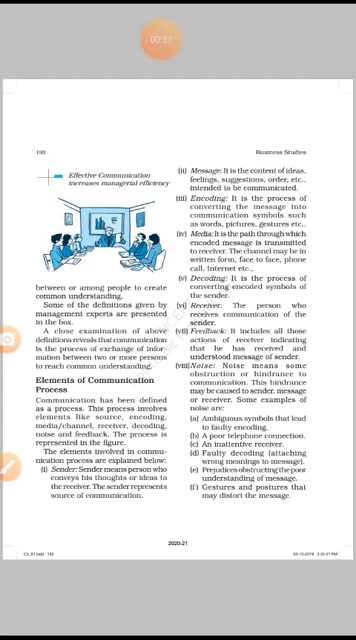 00:57
192
Business Studies
Effective Communication
increases managerial efficiency
between or among people to create
common understanding.
Some of the definitions given by
management experts are presented
in the box.
A close examination of above
definitions reveals that communication
is the process of exchange of infor-
mation between two or more persons
to reach common understanding.
Elements of Communication
Process
Communication has been defined
as a process. This process involves
elements like source, encoding,
media/channel, receiver, decoding,
noise and feedback. The process is
represented in the figure.
The elements involved in commu-
nication process are explained below:
(i) Sender: Sender means person who
conveys his thoughts or ideas to
the receiver. The sender represents
source of communication.
(ii) Message: It is the content of ideas,
feelings, suggestions, order, etc.,
intended to be communicated.
(iii) Encoding: It is the process of
converting the message into
communication symbols such
as words, pictures, gestures etc.,
(iv) Media: It is the path through which
encoded message is transmitted
to receiver. The channel may be in
written form, face to face, phone
call, Internet etc.,
(v) Decoding: It is the process of
converting encoded symbols of
the sender.
(vi) Receiver: The person who
receives communication of the
sender.
(vii) Feedback: It includes all those
actions of receiver indicating
that he has received and
understood message of sender.
(viii) Noise: Noise means some
obstruction or hindrance to
communication. This hindrance
may be caused to sender, message
or receiver. Some examples of
noise are:
(a) Ambiguous symbols that lead
to faulty encoding.
(b) A poor telephone connection.
(c) An inattentive receiver.
(d) Faulty decoding (attaching
wrong meanings to message).
(e) Prejudices obstructing the poor
understanding of message.
(f) Gestures and postures that
may distort the message.
2020-21